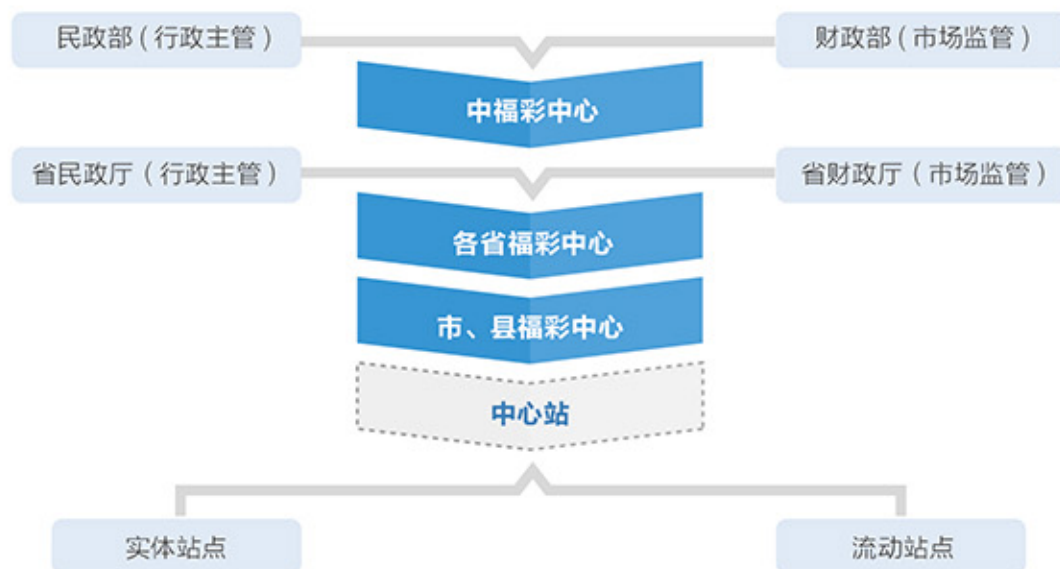 民政部（行政主管）
财政部（市场监管）
中福彩中心
省民政厅（行政主管）
省财政厅（市场监管）
各省福彩中心
市、县福彩中心
中心站
实体站点
流动站点